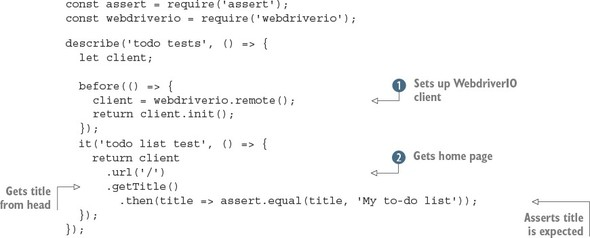 const assert = require('assert');
const webdriverio = require('webdriverio');
describe('todo tests', () => {
let client;
before(() => {
client = webdriverio.remote();
return client.init();
});
1 Sets up WebdriverIO
client
it('todo list test', () => {
return client
.url('/')
2 Gets home page
.getTitle()
Gets title
from head
.then(title => assert.equal(title, 'My to-do list'));
Asserts title
is expected
});
});